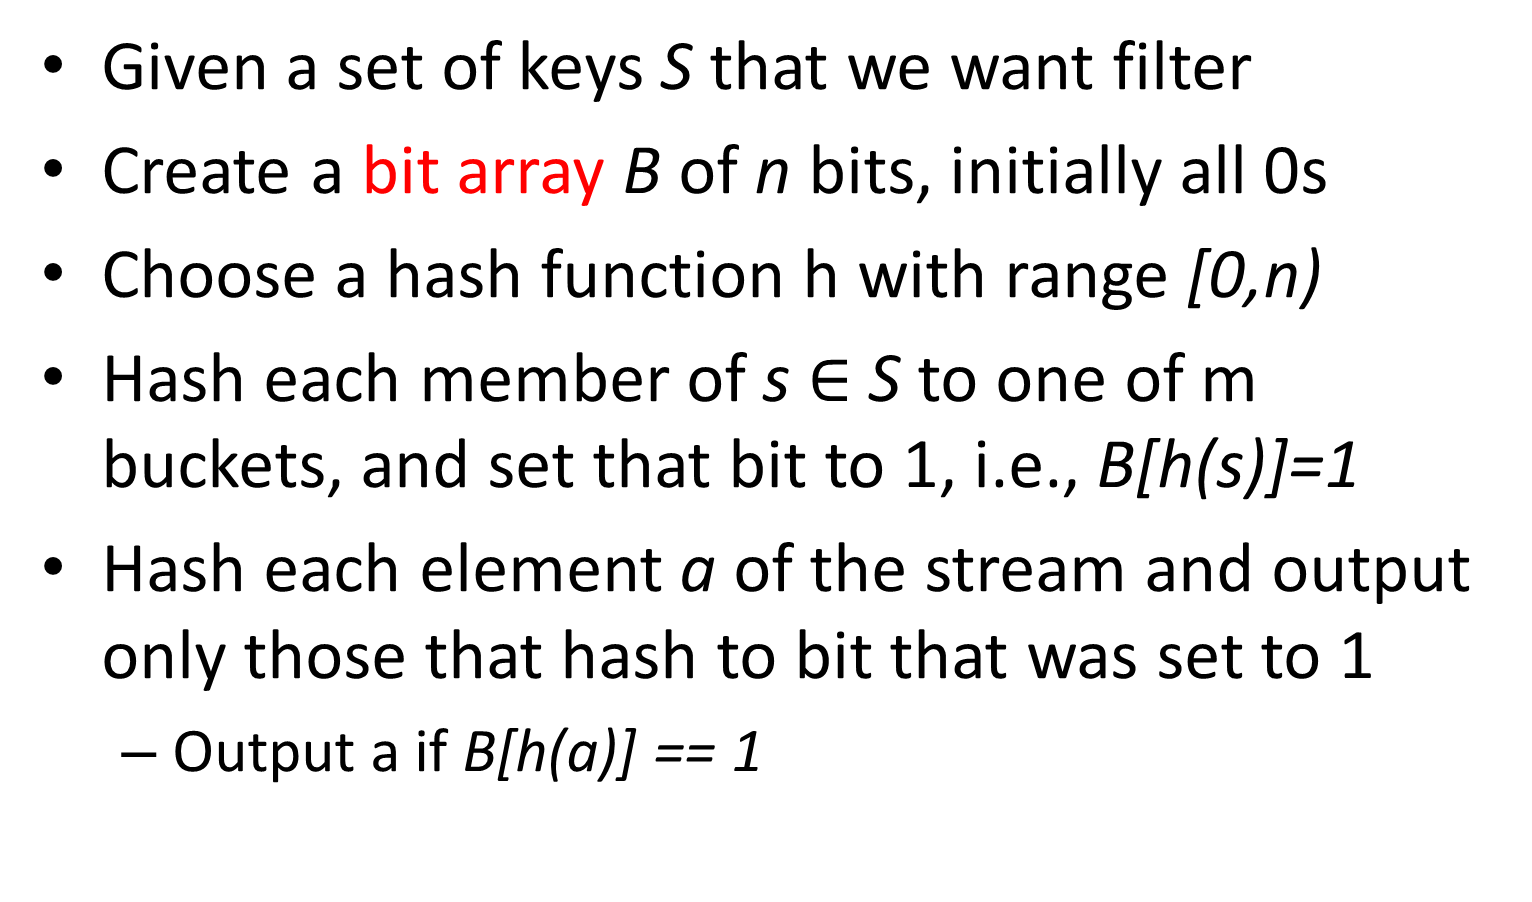 • Given a set of keys S that we want filter
• Create a bit array B of n bits, initially all 0s
• Choose a hash function h with range [0,n)
• Hash each member of s ∈ S to one of m
buckets, and set that bit to 1, i.e., B[h(s)]=1
• Hash each element a of the stream and output
only those that hash to bit that was set to 1
– Output a if B[h(a)] == 1